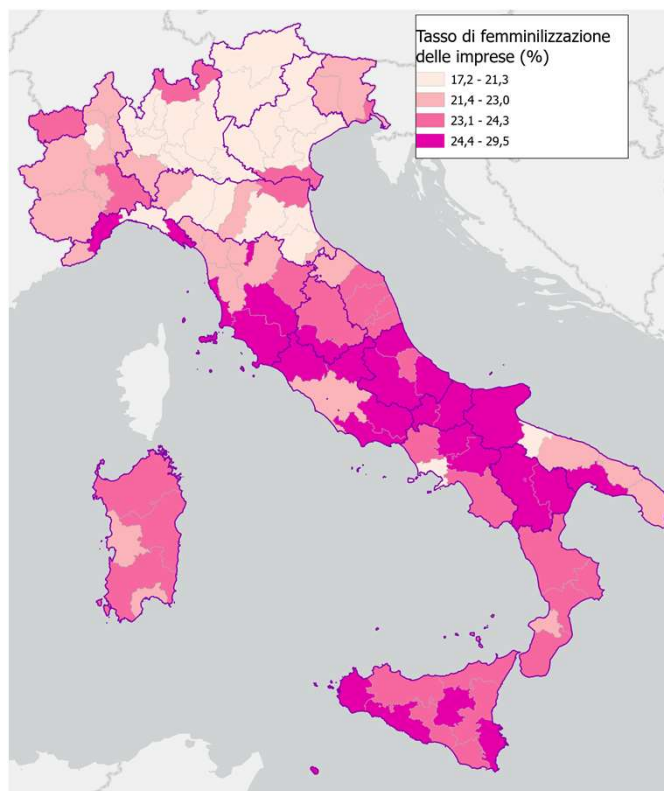 Tasso di femminilizzazione
delle imprese (%)
17,2 - 21,3
21,4 - 23,0
23,1 - 24,3
24,4 - 29,5